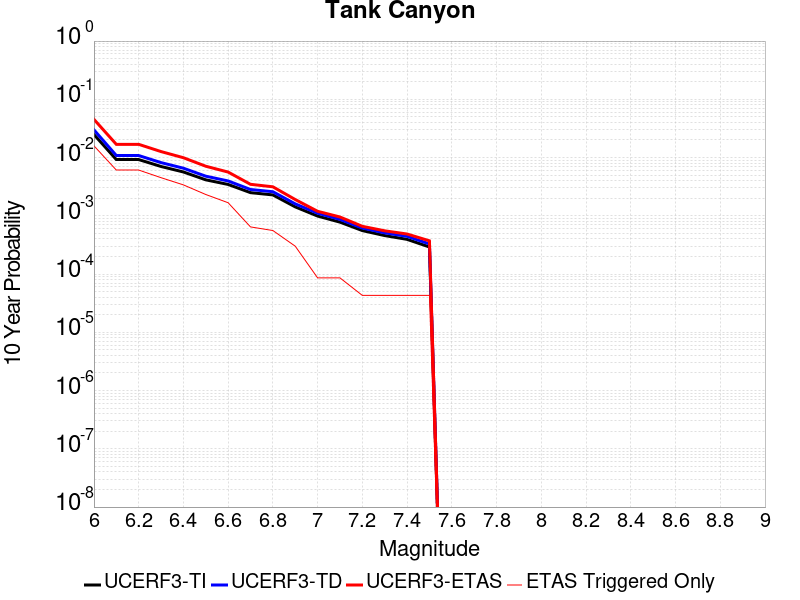 Tank Canyon
10^0
10^-1
10^-2
10^-3
10^-4
10^-5
10^-6
10^-7
10^-8
10 Year Probability
6 6.2 6.4 6.6 6.8 7 7.2 7.4 7.6 7.8 8 8.2 8.4 8.6 8.8 9
Magnitude
UCERF3-TI UCERF3-TD UCERF3-ETAS ETAS Triggered Only